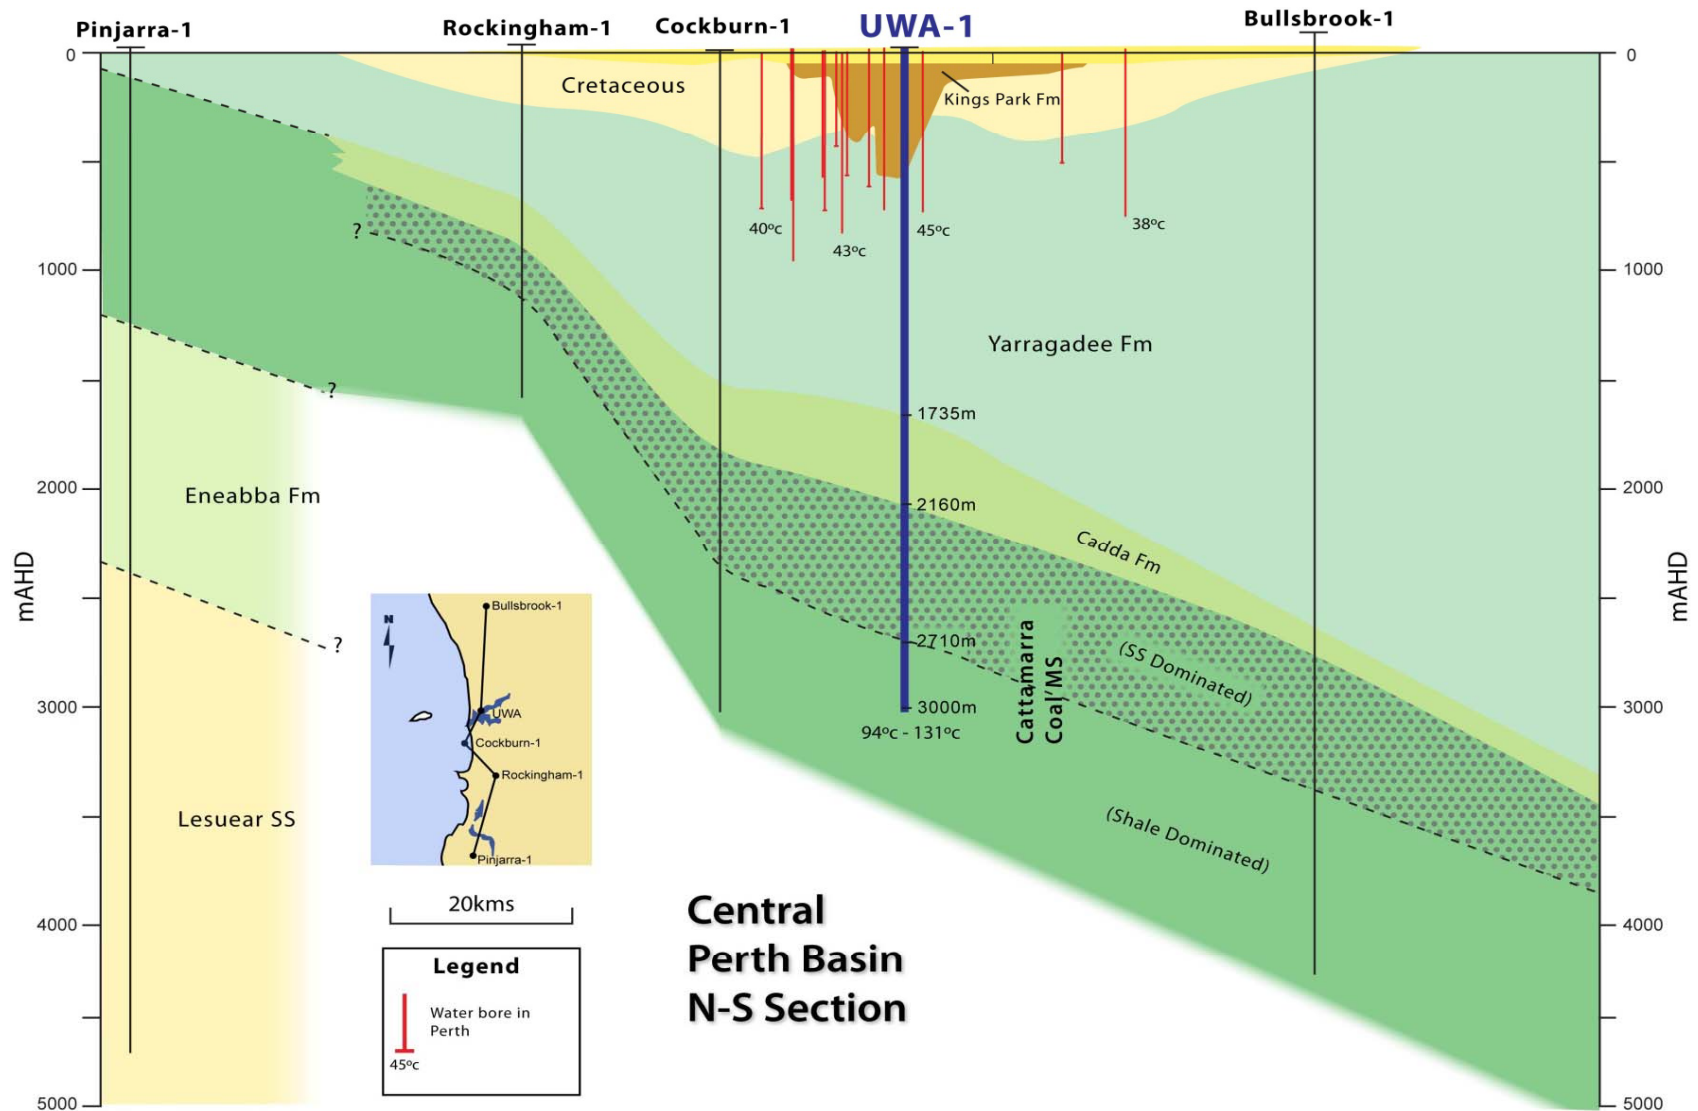 Pinjarra-1
Rockingham-1
Cockburn-1
UWA-1
Bullsbrook-1
0
0
Cretaceous
Kings Park Fm
40ºc
43ºc
45ºc
38ºc
?
1000
1000
Yarragadee Fm
?
1735m
2000
2000
Eneabba Fm
2160m
Cadda Fm
mAHD
mAHD
?
2710m
Cattamarra
Coal MS
(SS Dominated)
3000
3000
3000m
94ºc - 131ºc
N
Bullsbrook-1
UWA
Cockburn-1
Rockingham-1
Pinjarra-1
Lesuear SS
(Shale Dominated)
20kms
4000
4000
Central
Perth Basin
N-S Section
Legend
Water bore in
Perth
45ºc
5000
5000